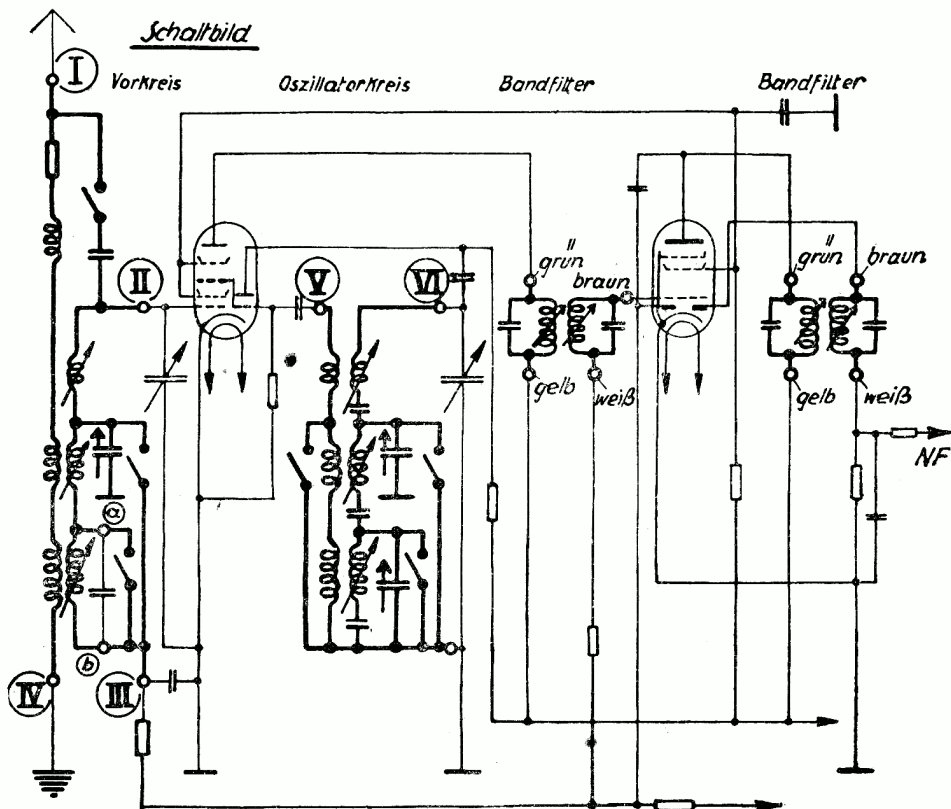 Schaltbild
I
Vorkreis
Oszillatorkreis
Bandfilter
Bandfilter
II
V
VI
grün
braun
grün
braun
gelb
weiß
gelb
weiß
NF
a
b
IV
III